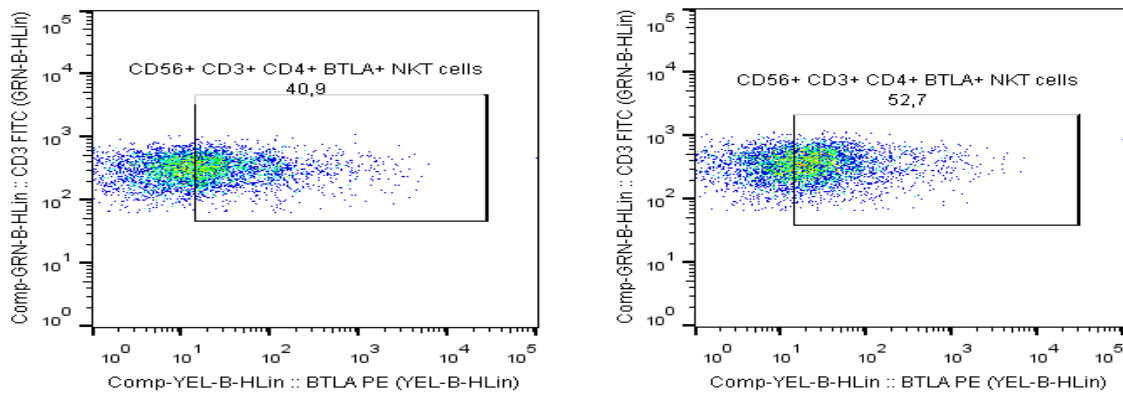 10^5
10^4
10^3
10^2
10^1
10^0
CD56+ CD3+ CD4+ BTLA+ NKT cells
40,9
10^0 10^1 10^2 10^3 10^4 10^5
Comp-YEL-B-HLin :: BTLA PE (YEL-B-HLin)
Comp-GRN-B-HLin :: CD3 FITC (GRN-B-HLin)
10^5
10^4
10^3
10^2
10^1
10^0
CD56+ CD3+ CD4+ BTLA+ NKT cells
52,7
10^0 10^1 10^2 10^3 10^4 10^5
Comp-YEL-B-HLin :: BTLA PE (YEL-B-HLin)
Comp-GRN-B-HLin :: CD3 FITC (GRN-B-HLin)